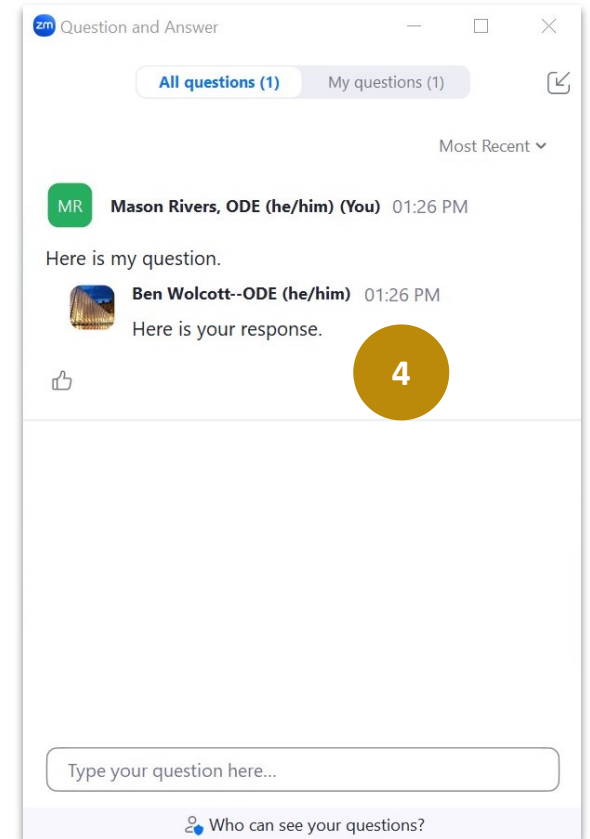 zm Question and Answer
All questions (1) My questions (1)
Most Recent
MR Mason Rivers, ODE (he/him) (You) 01:26 PM
Here is my question.
Ben Wolcott--ODE (he/him) 01:26 PM
Here is your response.
4
Type your question here...
Who can see your questions?